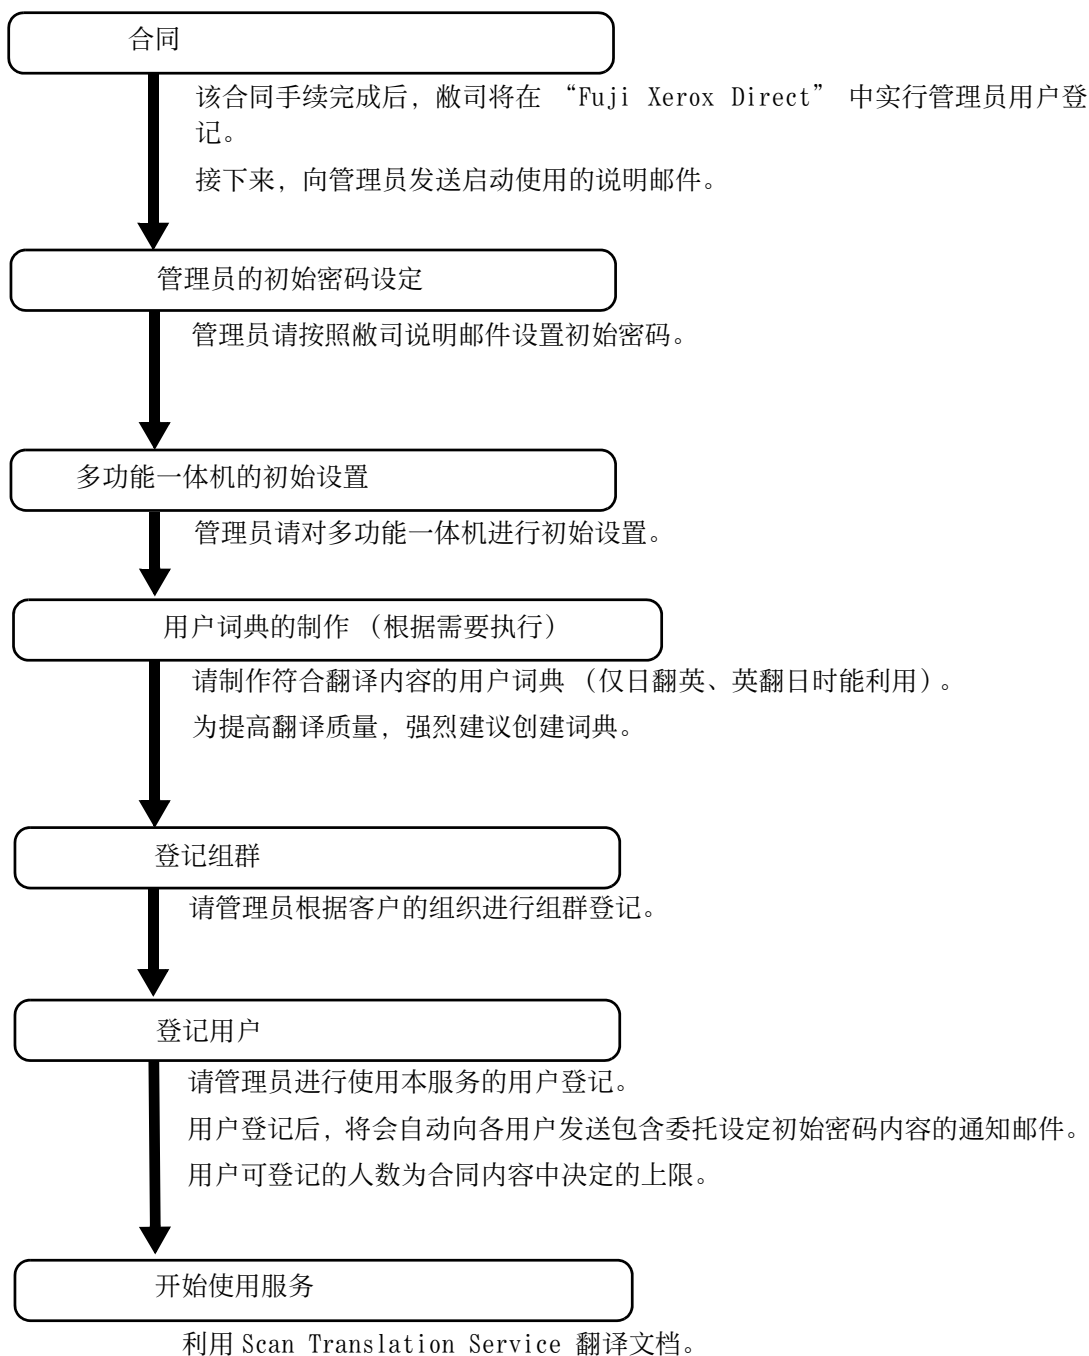 合同
该合同手续完成后，敝司将在 “Fuji Xerox Direct” 中实行管理员用户登
记。
接下来，向管理员发送启动使用的说明邮件。
管理员的初始密码设定
管理员请按照敝司说明邮件设置初始密码。
多功能一体机的初始设置
管理员请对多功能一体机进行初始设置。
用户词典的制作 （根据需要执行）
请制作符合翻译内容的用户词典 （仅日翻英、英翻日时能利用）。
为提高翻译质量，强烈建议创建词典。
登记组群
请管理员根据客户的组织进行组群登记。
登记用户
请管理员进行使用本服务的用户登记。
用户登记后，将会自动向各用户发送包含委托设定初始密码内容的通知邮件。
用户可登记的人数为合同内容中决定的上限。
开始使用服务
利用 Scan Translation Service 翻译文档。